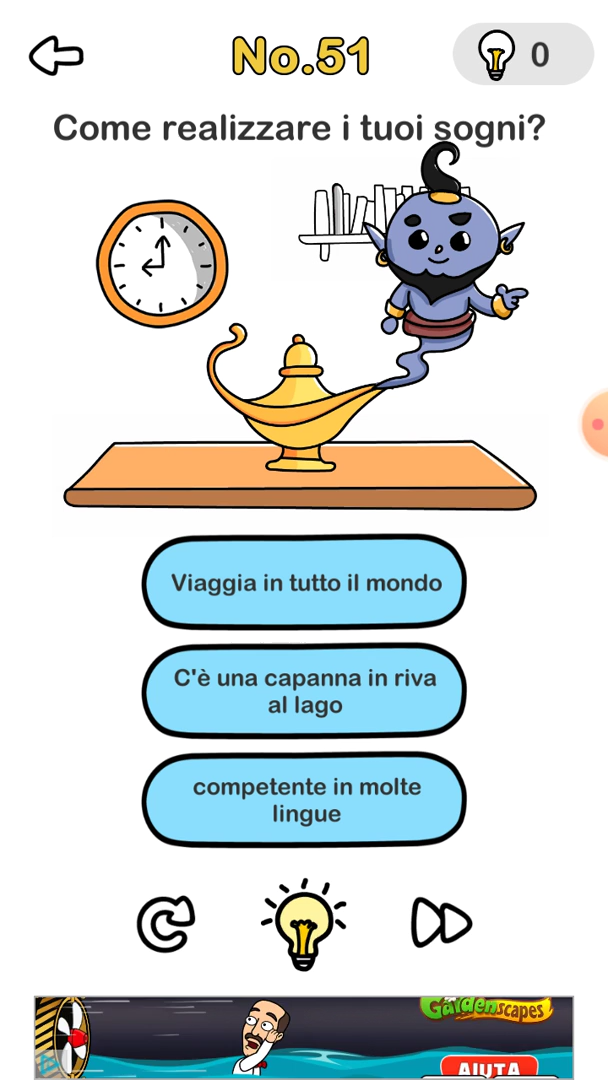 No.51
0
Come realizzare i tuoi sogni?
Viaggia in tutto il mondo
C'è una capanna in riva
al lago
competente in molte
lingue
Gardenscapes
AIUTA